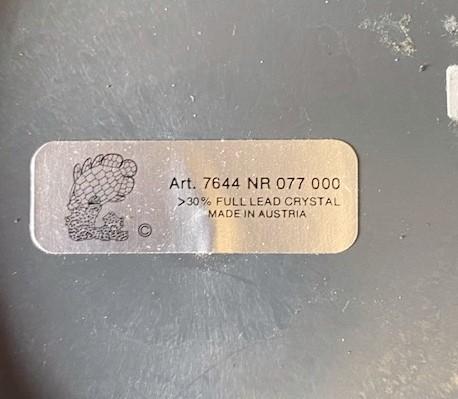 Art. 7644 NR 077 000
>30% FULL LEAD CRYSTAL
MADE IN AUSTRIA
©